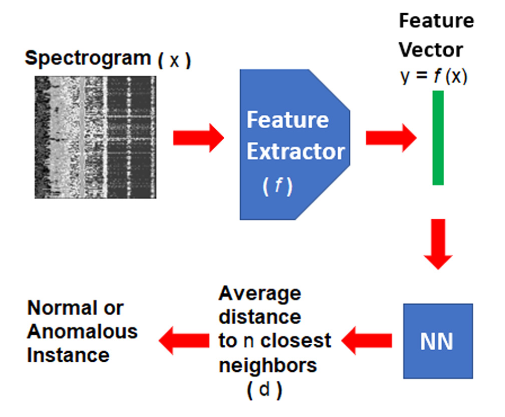 Spectrogram ( x )
Feature
Extractor
( f )
Feature
Vector
y = f (x)
NN
Average
distance
to n closest
neighbors
( d )
Normal or
Anomalous
Instance